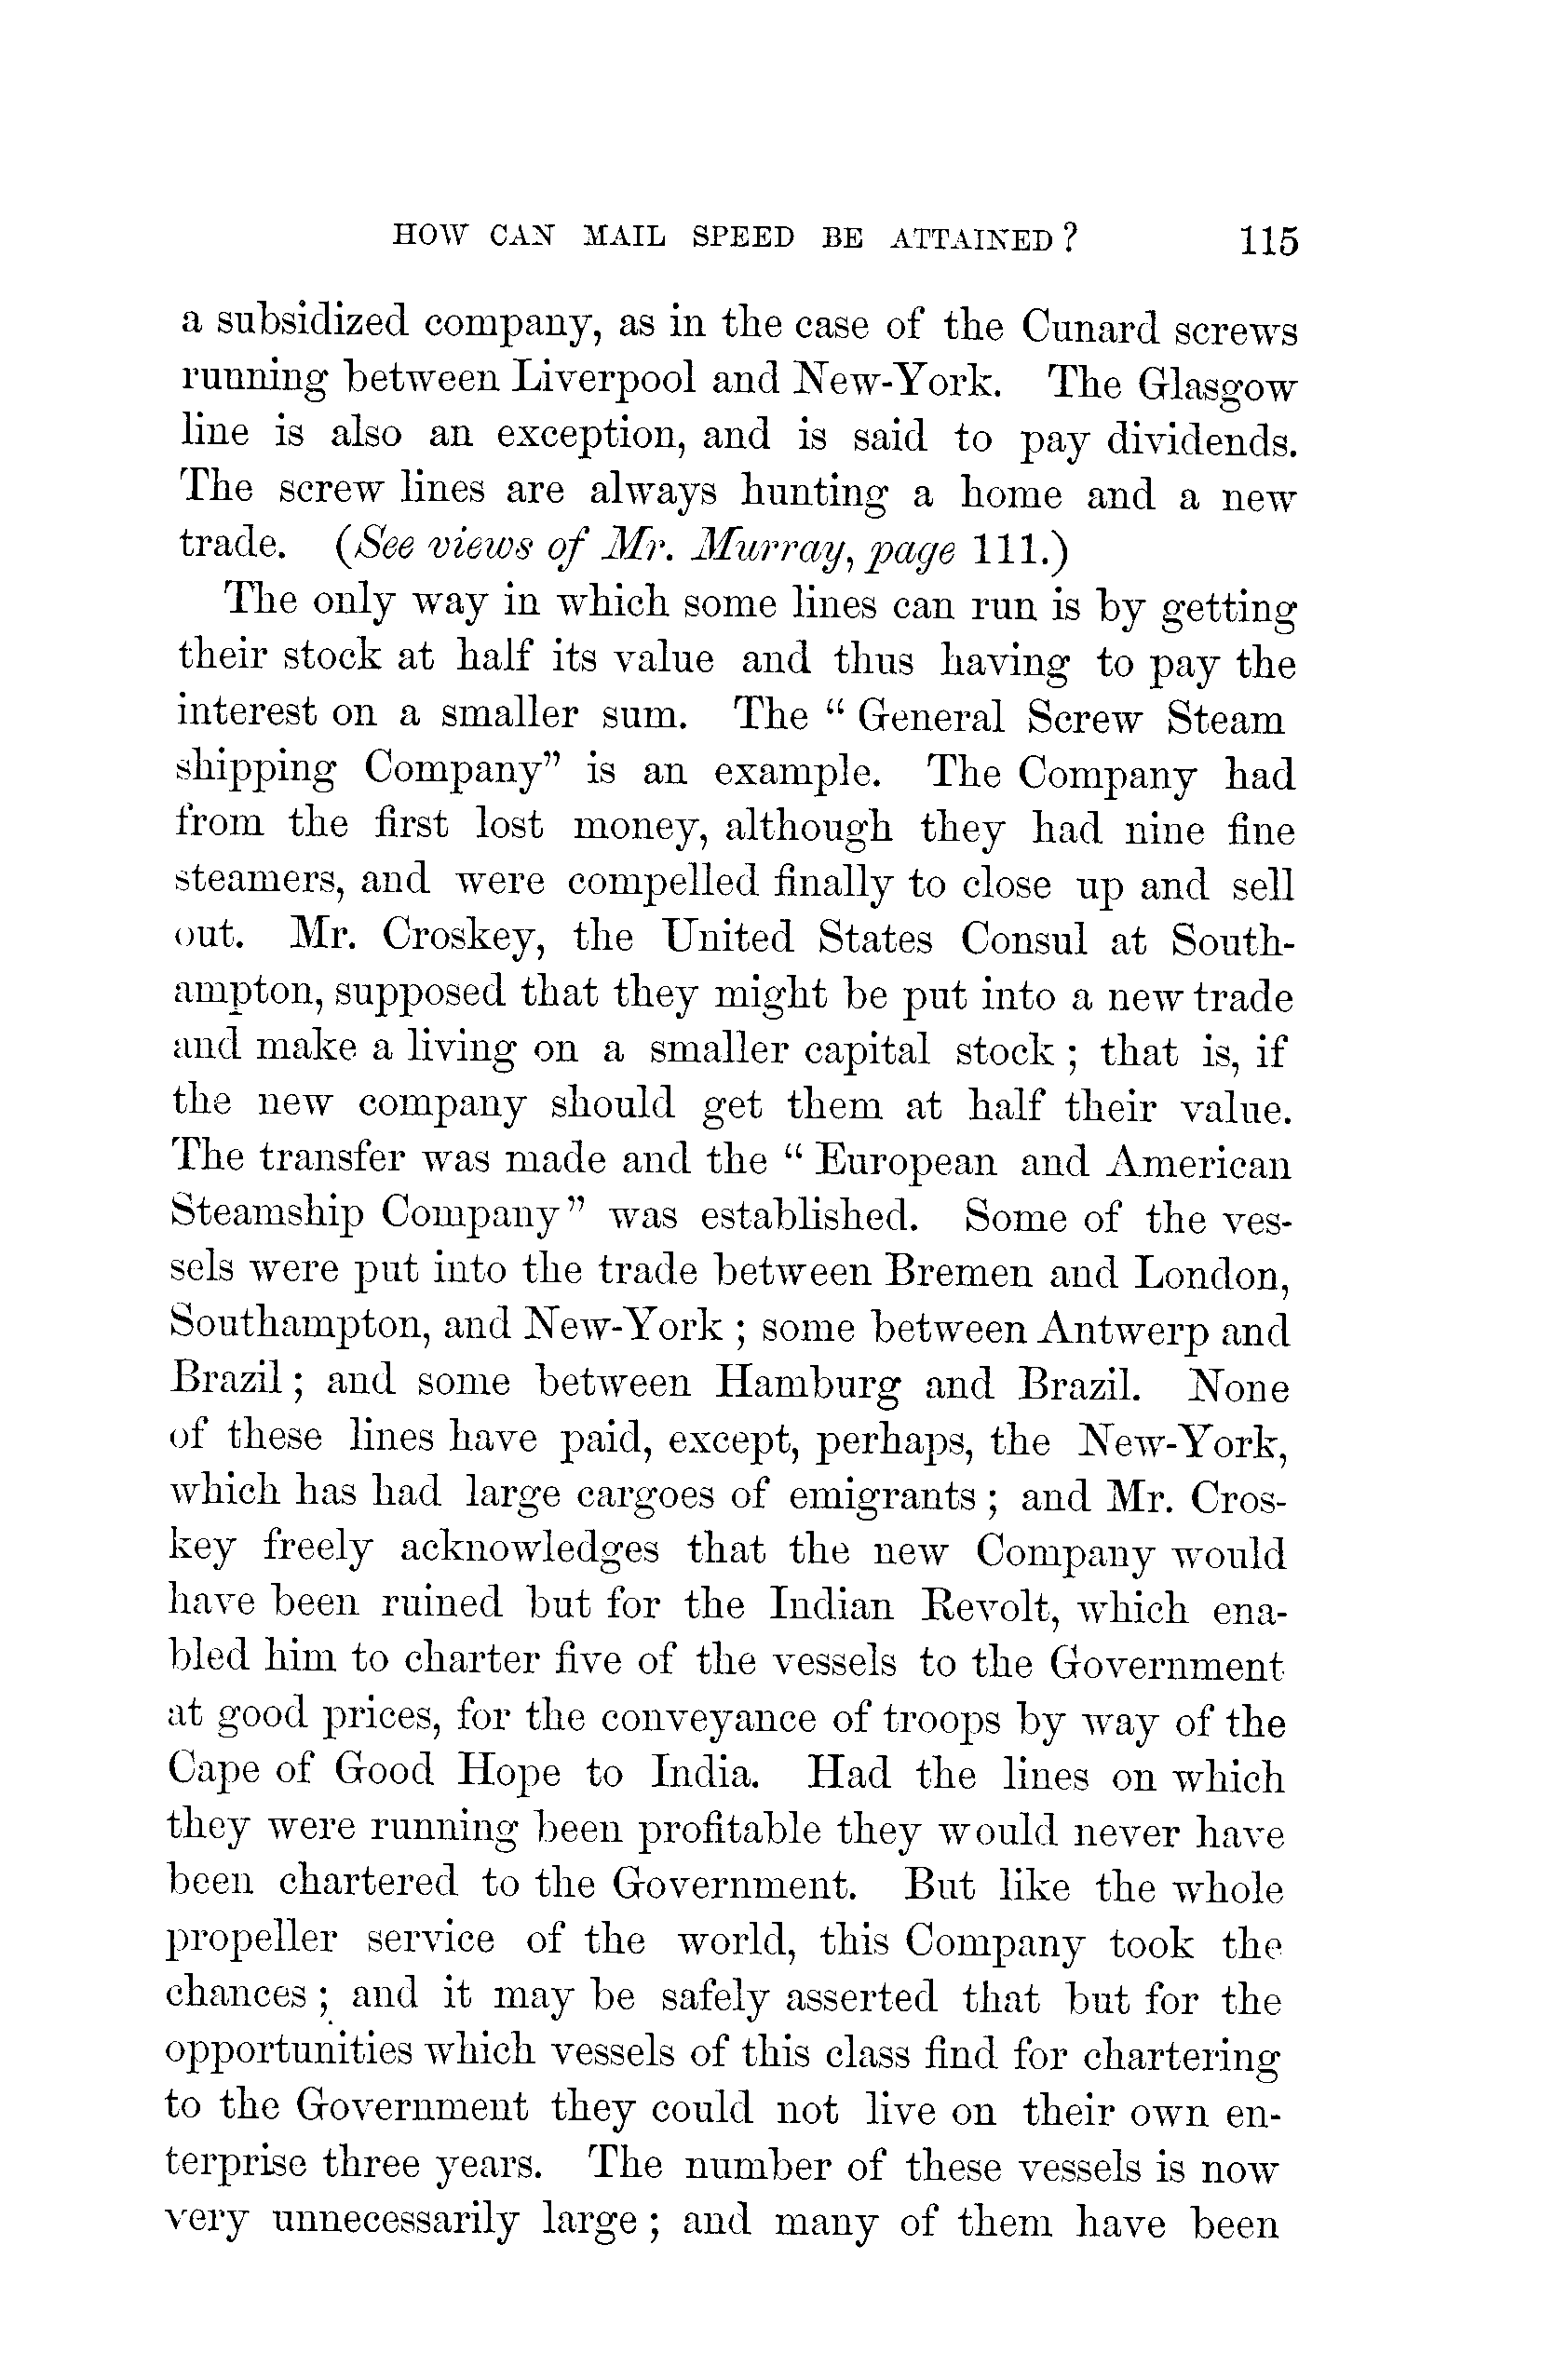 HOW CAN MAIL SPEED BE ATTAINED? 115
a subsidized company, as in the case of the Cunard screws
running between Liverpool and New-York. The Glasgow
line is also an exception, and is said to pay dividends.
The screw lines are always hunting a home and a new
trade. (See views of Mr. Murray, page 111.)
The only way in which some lines can run is by getting
their stock at half its value and thus having to pay the
interest on a smaller sum. The “ General Screw Steam
shipping Company” is an example. The Company had
from the first lost money, although they had nine fine
steamers, and were compelled finally to close up and sell
out. Mr. Croskey, the United States Consul at South-
ampton, supposed that they might be put into a new trade
and make a living on a smaller capital stock ; that is, if
the new company should get them at half their value.
The transfer was made and the “ European and American
Steamship Company ” was established. Some of the ves-
sels were put into the trade between Bremen and London,
Southampton, and New-York ; some between Antwerp and
Brazil ; and some between Hamburg and Brazil. None
of these lines have paid, except, perhaps, the New-York,
which has had large cargoes of emigrants ; and Mr. Cros-
key freely acknowledges that the new Company would
have been ruined but for the Indian Revolt, which ena-
bled him to charter five of the vessels to the Government
at good prices, for the conveyance of troops by way of the
Cape of Good Hope to India. Had the lines on which
they were running been profitable they would never have
been chartered to the Government. But like the whole
propeller service of the world, this Company took the
chances ; and it may be safely asserted that but for the
opportunities which vessels of this class find for chartering
to the Government they could not live on their own en-
terprise three years. The number of these vessels is now
very unnecessarily large ; and many of them have been